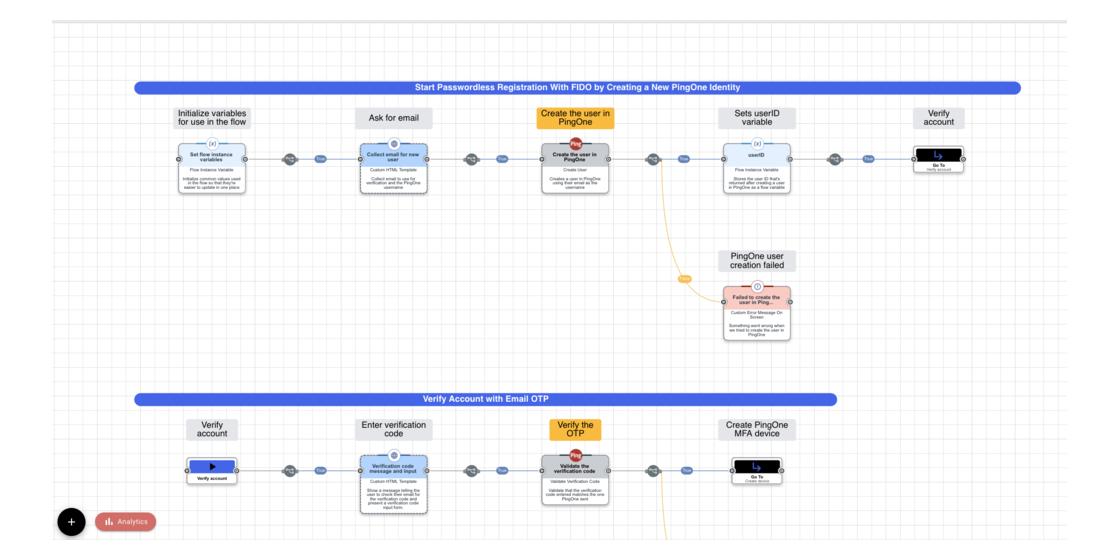 Start Passwordless Registration With FIDO by Creating a New PingOne Identity
Initialize variables
for use in the flow
Ask for email
Create the user in
PingOne
Sets userID
variable
Verify
account
Set flow instance
variables
Flow Instance Variable
Initialize common values used
in the flow so that they're
easier to update in one place
True
Collect email for new
user
Custom HTML Template
Collect email to use for
verification and the PingOne
username
True
Ping
Create the user in
PingOne
Create User
Creates a user in PingOne
using their email as the
username
True
{x}
userID
Flow Instance Variable
Stores the user ID that's
returned after creating a user
in PingOne as a flow variable
True
Go To
Verify account
PingOne user
creation failed
Failed to create the
user in Ping...
Custom Error Message On
Screen
Something went wrong when
we tried to create the user in
PingOne
Verify Account with Email OTP
Verify
account
Enter verification
code
Verify the
OTP
Create PingOne
MFA device
Verify account
True
Verification code
message and input
Custom HTML Template
Show a message telling the
user to check their email for
the verification code and
present a verification code
input form.
True
Ping
Validate the
verification code
Validate Verification Code
Validate that the verification
code entered matches the one
PingOne sent
True
Go To
Create device
+
Analytics